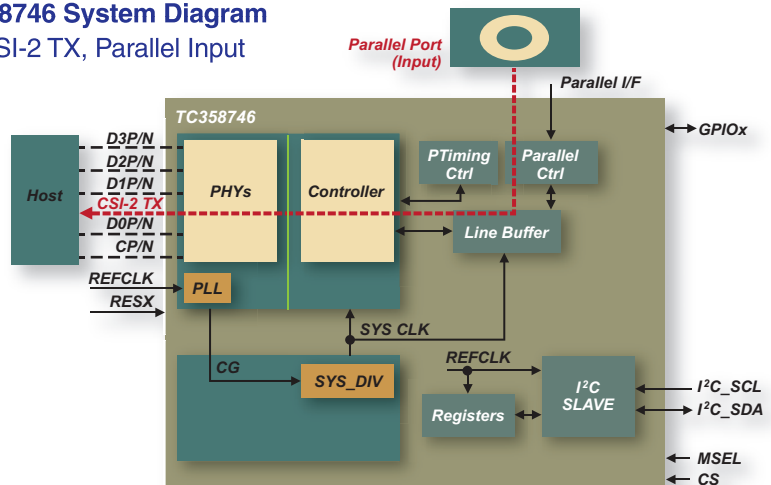 8746 System Diagram
SI-2 TX, Parallel Input
Parallel Port
(Input)
Parallel I/F
TC358746
GPIOx
D3P/N
D2P/N
D1P/N
CSI-2 TX
D0P/N
CP/N
Host
PHYs
Controller
PTiming
Ctrl
Parallel
Ctrl
Line Buffer
REFCLK
RESX
PLL
SYS CLK
CG
SYS_DIV
REFCLK
Registers
I²C
SLAVE
I²C_SCL
I²C_SDA
MSEL
CS